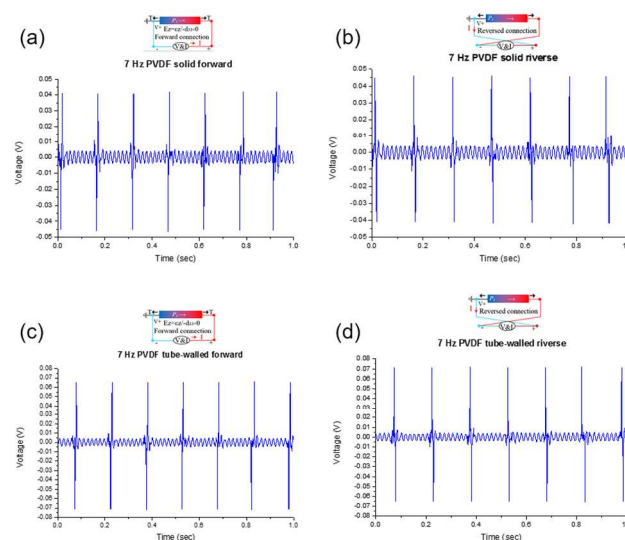 (a)
Ez=εz/-d33>0
Forward connection
V+
V&I
I
7 Hz PVDF solid forward
Voltage (V)
0.05
0.04
0.03
0.02
0.01
0.00
-0.01
-0.02
-0.03
-0.04
-0.05
0.0 0.2 0.4 0.6 0.8 1.0
Time (sec)
(b)
V+
I
Reversed connection
V&I
7 Hz PVDF solid riverse
Voltage (V)
0.05
0.04
0.03
0.02
0.01
0.00
-0.01
-0.02
-0.03
-0.04
-0.05
0.0 0.2 0.4 0.6 0.8 1.0
Time (sec)
(c)
V+
Forward connection
V&I
I
7 Hz PVDF tube-walled forward
Voltage (V)
0.08
0.07
0.06
0.05
0.04
0.03
0.02
0.01
0.00
-0.01
-0.02
-0.03
-0.04
-0.05
-0.06
-0.07
-0.08
0.0 0.2 0.4 0.6 0.8 1.0
Time (sec)
(d)
V+
I
Reversed connection
V&I
7 Hz PVDF tube-walled riverse
Voltage (V)
0.08
0.07
0.06
0.05
0.04
0.03
0.02
0.01
0.00
-0.01
-0.02
-0.03
-0.04
-0.05
-0.06
-0.07
-0.08
0.0 0.2 0.4 0.6 0.8 1.0
Time (sec)